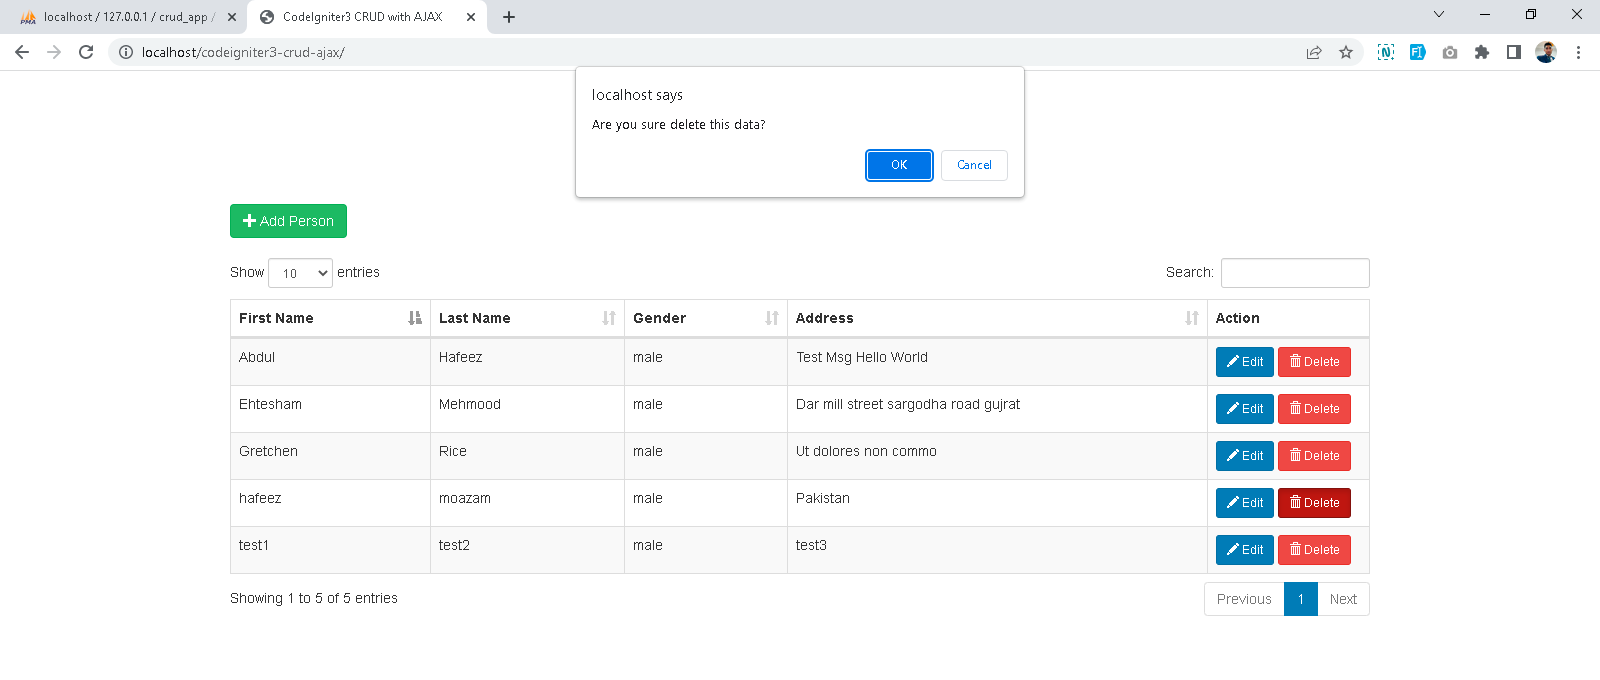 localhost / 127.0.0.1 / crud_app /
CodeIgniter3 CRUD with AJAX
localhost/codeigniter3-crud-ajax/
localhost says
Are you sure delete this data?
OK Cancel
Add Person
Show 10 entries Search:
First Name Last Name Gender Address Action
Abdul Hafeez male Test Msg Hello World Edit Delete
Ehtesham Mehmood male Dar mill street sargodha road gujrat Edit Delete
Gretchen Rice male Ut dolores non commo Edit Delete
hafeez moazam male Pakistan Edit Delete
test1 test2 male test3 Edit Delete
Showing 1 to 5 of 5 entries Previous 1 Next